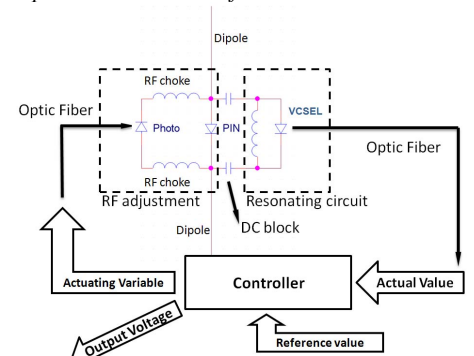 Dipole
RF choke
Optic Fiber
Photo
PIN
VCSEL
Optic Fiber
RF choke
RF adjustment
Resonating circuit
DC block
Dipole
Actuating Variable
Controller
Actual Value
Output Voltage
Reference value